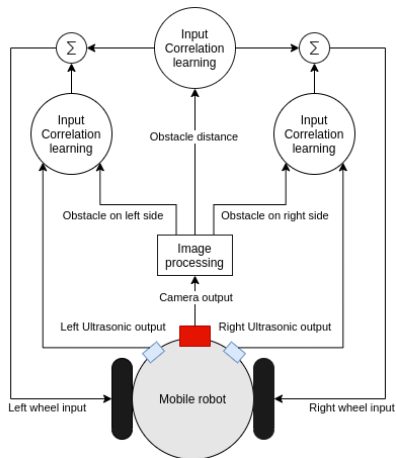 Input
Correlation
learning
Σ
Σ
Input
Correlation
learning
Input
Correlation
learning
Obstacle distance
Obstacle on left side
Obstacle on right side
Image
processing
Camera output
Left Ultrasonic output
Right Ultrasonic output
Mobile robot
Left wheel input
Right wheel input